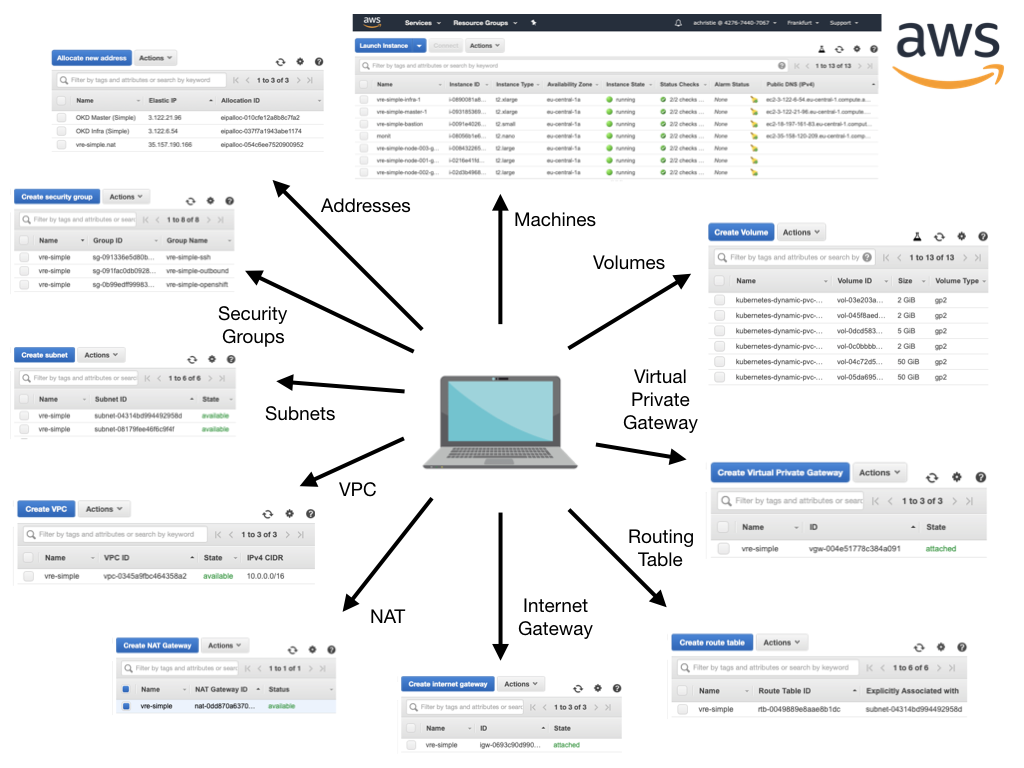 aws
Services Resource Groups achristie @ 4276-7440-7067 Frankfurt Support
Launch Instance Connect Actions
Filter by tags and attributes or search by keyword 1 to 13 of 13
Name Instance ID Instance Type Availability Zone Instance State Status Checks Alarm Status Public DNS (IPv4)
vre-simple-infra-1 i-0890081a8... t2.xlarge eu-central-1a running 2/2 checks ... None ec2-3-122-6-54.eu-central-1.compute.a...
vre-simple-master-1 i-093185369... t2.xlarge eu-central-1a running 2/2 checks ... None ec2-3-122-21-96.eu-central-1.comput...
vre-simple-bastion i-0091e4026... t2.small eu-central-1a running 2/2 checks ... None ec2-18-197-161-83.eu-central-1.comput...
monit i-08056b1e6... t2.nano eu-central-1a running 2/2 checks ... None ec2-35-158-120-209.eu-central-1.comput...
vre-simple-node-003-g... i-008432265... t2.large eu-central-1a running 2/2 checks ... None
vre-simple-node-001-g... i-0216e41fd... t2.large eu-central-1a running 2/2 checks ... None
vre-simple-node-002-g... i-02d3b4968... t2.large eu-central-1a running 2/2 checks ... None
aws
Allocate new address Actions
Filter by tags and attributes or search by keyword 1 to 3 of 3
Name Elastic IP Allocation ID
OKD Master (Simple) 3.122.21.96 eipalloc-010cfe12a8b8c7fa2
OKD Infra (Simple) 3.122.6.54 eipalloc-037f7a1943abe1174
vre-simple.nat 35.157.190.166 eipalloc-054c6ee7520900952
Addresses
Machines
Create security group Actions
Filter by tags and attributes or sear 1 to 8 of 8
Name Group ID Group Name
vre-simple sg-091336e5d80b... vre-simple-ssh
vre-simple sg-091fac0db0928... vre-simple-outbound
vre-simple sg-0b99edff99983... vre-simple-openshift
Security
Groups
Volumes
Create Volume Actions
Filter by tags and attributes or search by 1 to 13 of 13
Name Volume ID Size Volume Type
kubernetes-dynamic-pvc-... vol-03e203a... 2 GiB gp2
kubernetes-dynamic-pvc-... vol-045f8aed... 2 GiB gp2
kubernetes-dynamic-pvc-... vol-0dcd583... 5 GiB gp2
kubernetes-dynamic-pvc-... vol-0c0bbbb... 2 GiB gp2
kubernetes-dynamic-pvc-... vol-04c72d5... 50 GiB gp2
kubernetes-dynamic-pvc-... vol-05da695... 50 GiB gp2
Create subnet Actions
Filter by tags and attributes or searc 1 to 6 of 6
Name Subnet ID State
vre-simple subnet-04314bd994492958d available
vre-simple subnet-08179fae46f6c9f4f available
Subnets
Virtual
Private
Gateway
Create Virtual Private Gateway Actions
Filter by tags and attributes or searc 1 to 3 of 3
Name ID State
vre-simple vgw-004e51778c384a091 attached
VPC
Create VPC Actions
Filter by tags and attributes or search by keyword 1 to 3 of 3
Name VPC ID State IPv4 CIDR
vre-simple vpc-0345a9fbc464358a2 available 10.0.0.0/16
NAT
Create NAT Gateway Actions
Filter by tags and attributes or sear 1 to 1 of 1
Name NAT Gateway ID Status
vre-simple nat-0dd870a6370... available
Internet
Gateway
Create internet gateway Actions
Filter by tags and attributes or searc 1 to 3 of 3
Name ID State
vre-simple igw-0693c90d990... attached
Routing
Table
Create route table Actions
Filter by tags and attributes or search by keyword 1 to 6 of 6
Name Route Table ID Explicitly Associated with
vre-simple rtb-0049889e8aae8b1dc subnet-04314bd994492958d